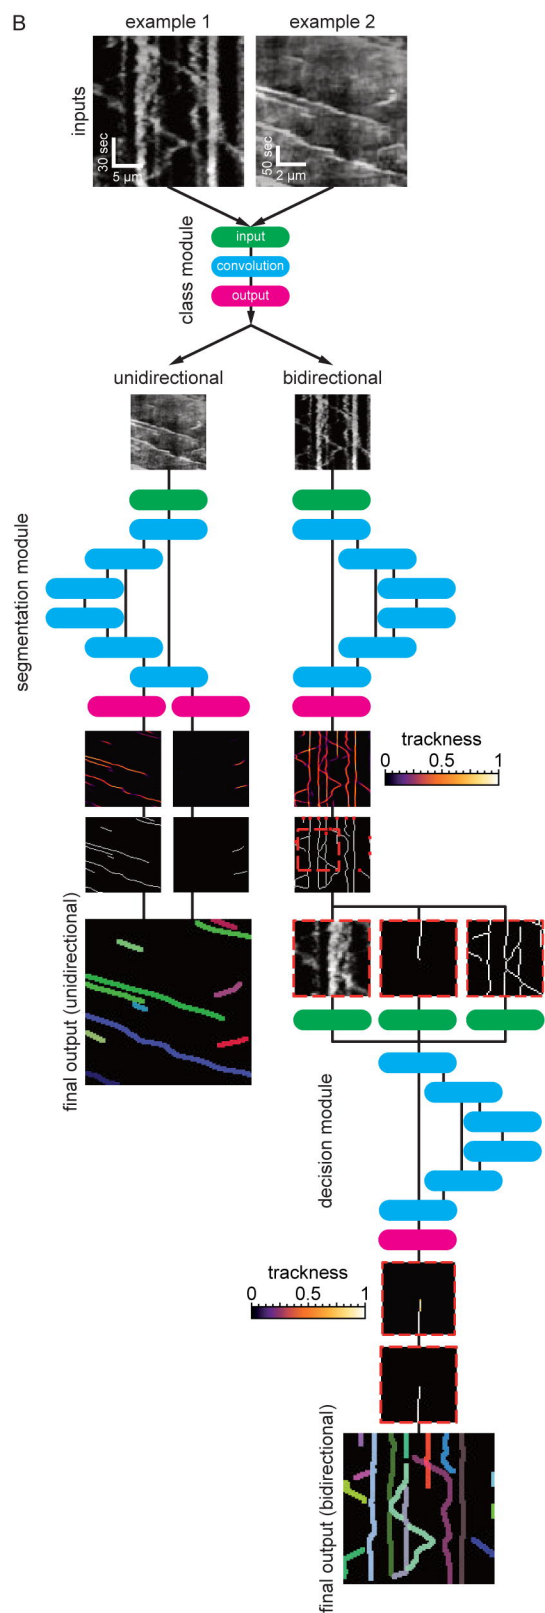 B
example 1
example 2
inputs
30 sec
5 µm
50 sec
2 µm
class module
input
convolution
output
unidirectional
bidirectional
segmentation module
trackness
0 0.5 1
final output (unidirectional)
decision module
trackness
0 0.5 1
final output (bidirectional)